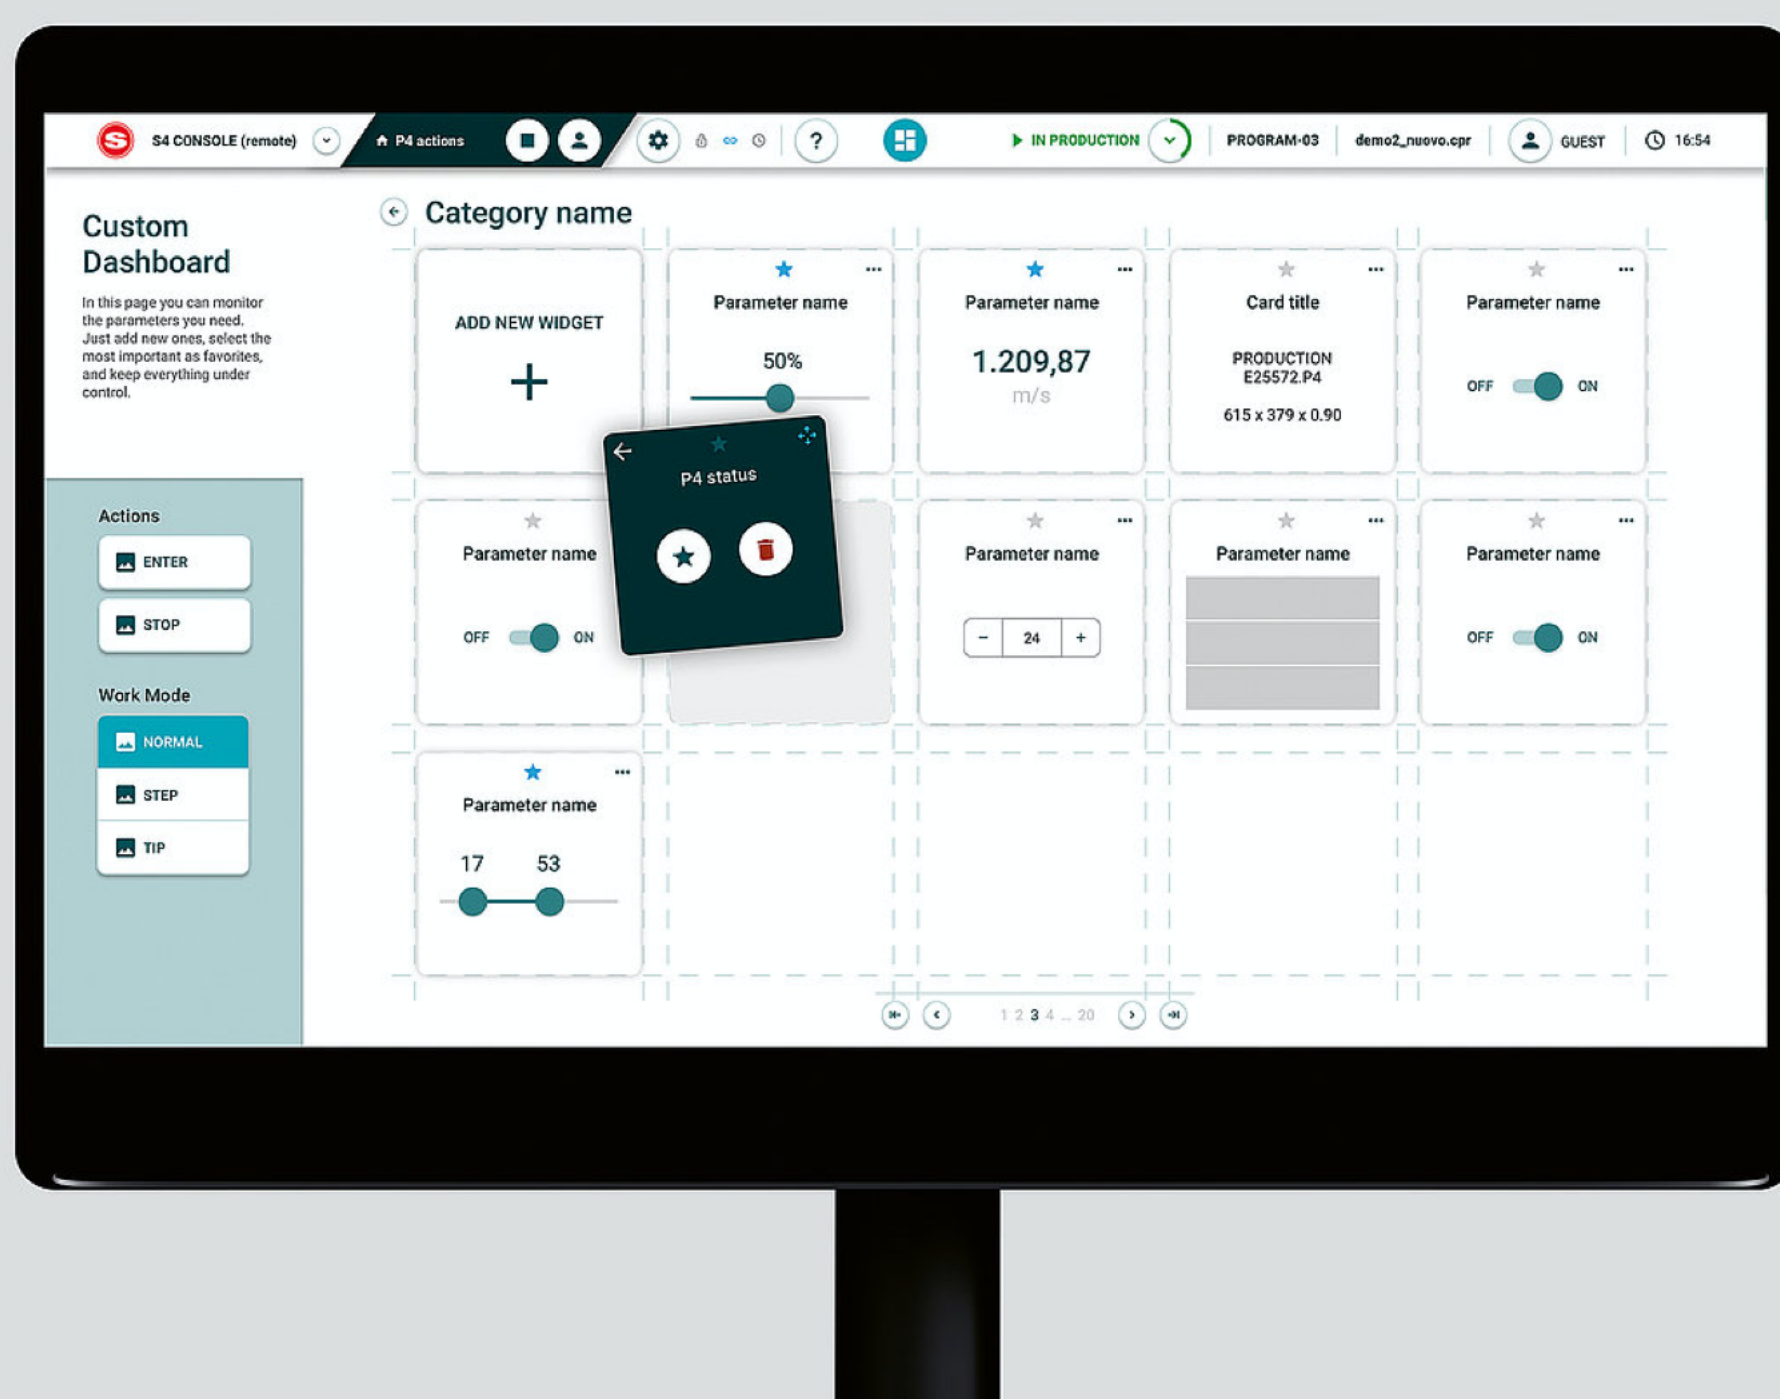 S4 CONSOLE (remote)
P4 actions
?
IN PRODUCTION
PROGRAM-03
demo2_nuovo.cpr
GUEST
16:54
Custom
Dashboard
In this page you can monitor
the parameters you need.
Just add new ones, select the
most important as favorites,
and keep everything under
control.
Actions
ENTER
STOP
Work Mode
NORMAL
STEP
TIP
Category name
ADD NEW WIDGET
+
Parameter name
50%
Parameter name
1.209,87
m/s
Card title
PRODUCTION
E25572.P4
615 x 379 x 0.90
Parameter name
OFF ON
Parameter name
OFF ON
P4 status
Parameter name
- 24 +
Parameter name
Parameter name
OFF ON
Parameter name
17 53
1 2 3 4 ... 20